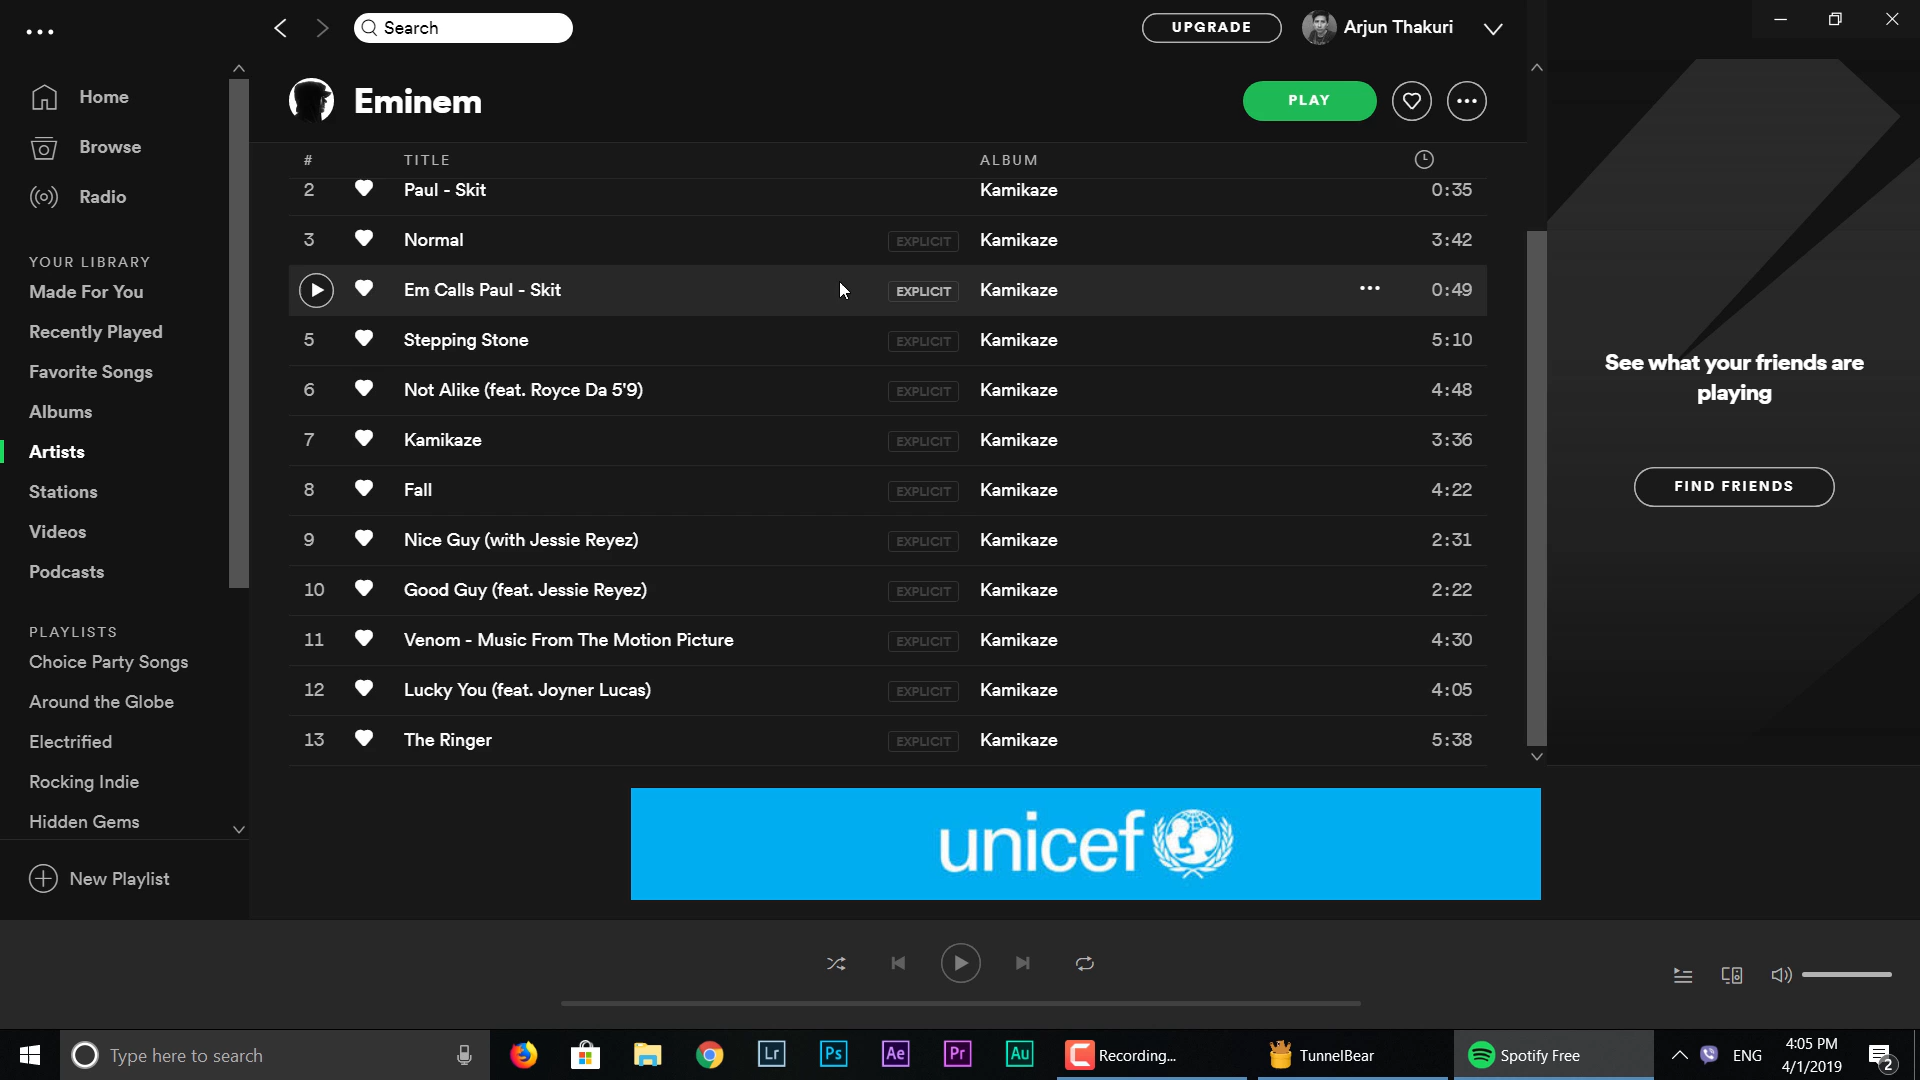 Search
UPGRADE
Arjun Thakuri
Home
Browse
Radio
YOUR LIBRARY
Made For You
Recently Played
Favorite Songs
Albums
Artists
Stations
Videos
Podcasts
PLAYLISTS
Choice Party Songs
Around the Globe
Electrified
Rocking Indie
Hidden Gems
New Playlist
Eminem
PLAY
# TITLE ALBUM
2 Paul - Skit Kamikaze 0:35
3 Normal EXPLICIT Kamikaze 3:42
Em Calls Paul - Skit EXPLICIT Kamikaze 0:49
5 Stepping Stone EXPLICIT Kamikaze 5:10
6 Not Alike (feat. Royce Da 5'9) EXPLICIT Kamikaze 4:48
7 Kamikaze EXPLICIT Kamikaze 3:36
8 Fall EXPLICIT Kamikaze 4:22
9 Nice Guy (with Jessie Reyez) EXPLICIT Kamikaze 2:31
10 Good Guy (feat. Jessie Reyez) EXPLICIT Kamikaze 2:22
11 Venom - Music From The Motion Picture EXPLICIT Kamikaze 4:30
12 Lucky You (feat. Joyner Lucas) EXPLICIT Kamikaze 4:05
13 The Ringer EXPLICIT Kamikaze 5:38
See what your friends are
playing
FIND FRIENDS
unicef
Type here to search
Lr
Ps
Ae
Pr
Au
Recording...
TunnelBear
Spotify Free
ENG
4:05 PM
4/1/2019
2